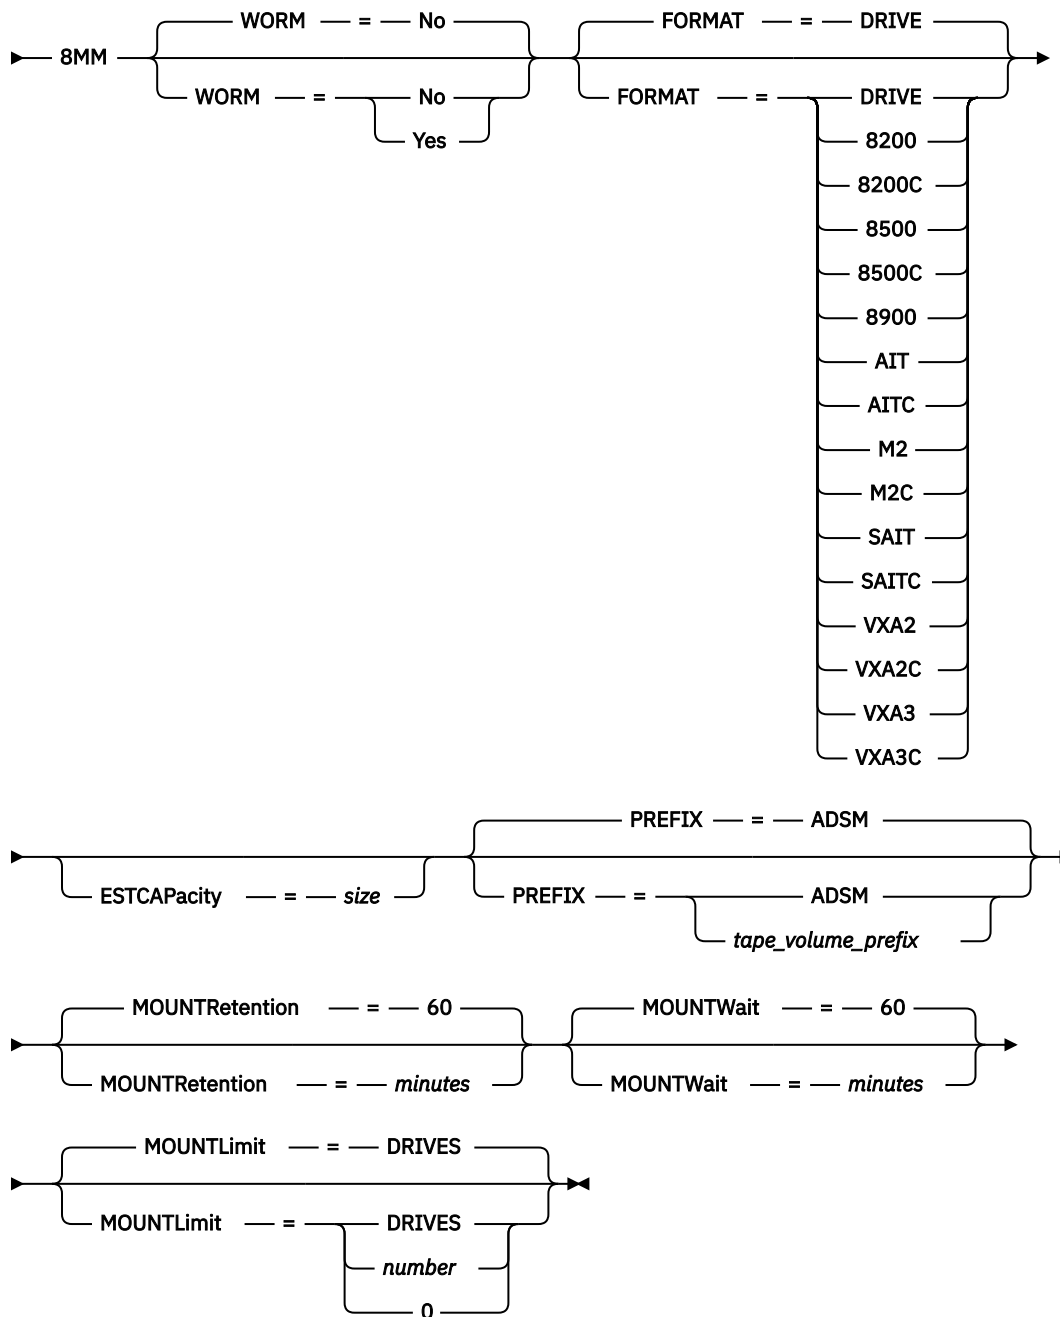 WORM = No FORMAT = DRIVE
8MM
WORM = No FORMAT = DRIVE
Yes 8200
8200C
8500
8500C
8900
AIT
AITC
M2
M2C
SAIT
SAITC
VXA2
VXA2C
VXA3
VXA3C
PREFIX = ADSM
ESTCAPacity = size PREFIX = ADSM
tape_volume_prefix
MOUNTRetention = 60 MOUNTWait = 60
MOUNTRetention = minutes MOUNTWait = minutes
MOUNTLimit = DRIVES
MOUNTLimit = DRIVES
number
0